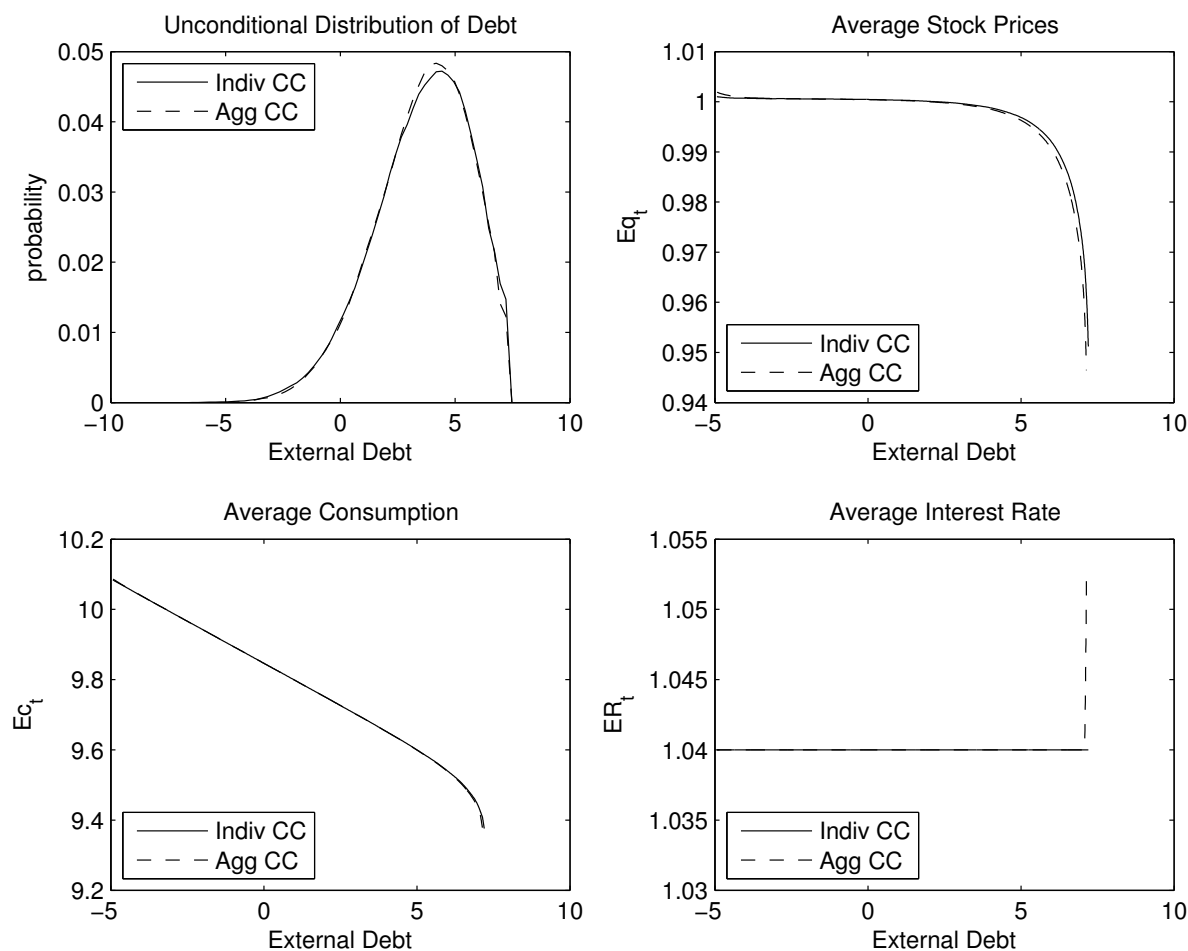 Unconditional Distribution of Debt
0.05
0.04
0.03
0.02
0.01
0
probability
Indiv CC
Agg CC
−10
−5
0
5
10
External Debt
Average Stock Prices
1.01
1
0.99
0.98
0.97
0.96
0.95
0.94
Eqt
Indiv CC
Agg CC
−5
0
5
10
External Debt
Average Consumption
10.2
10
9.8
9.6
9.4
9.2
Ect
Indiv CC
Agg CC
−5
0
5
10
External Debt
Average Interest Rate
1.055
1.05
1.045
1.04
1.035
1.03
ERt
Indiv CC
Agg CC
−5
0
5
10
External Debt